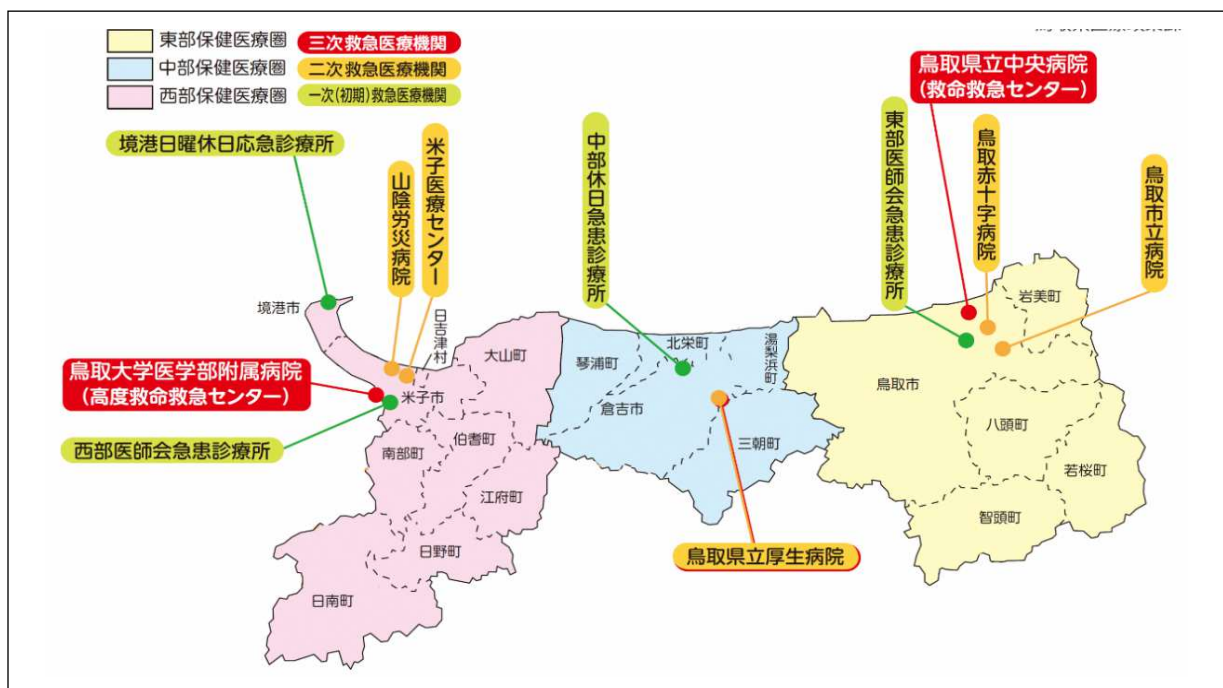 東部保健医療圏
三次救急医療機関
中部保健医療圏
二次救急医療機関
西部保健医療圏
一次(初期)救急医療機関
鳥取県立中央病院
(救命救急センター)
境港日曜休日応急診療所
山陰労災病院
米子医療センター
中部休日急患診療所
東部医師会急患診療所
鳥取赤十字病院
鳥取市立病院
境港市
日吉津村
大山町
琴浦町
北栄町
湯梨浜町
岩美町
鳥取大学医学部附属病院
(高度救命救急センター)
米子市
倉吉市
鳥取市
西部医師会急患診療所
南部町
伯耆町
三朝町
八頭町
若桜町
江府町
智頭町
日野町
鳥取県立厚生病院
日南町